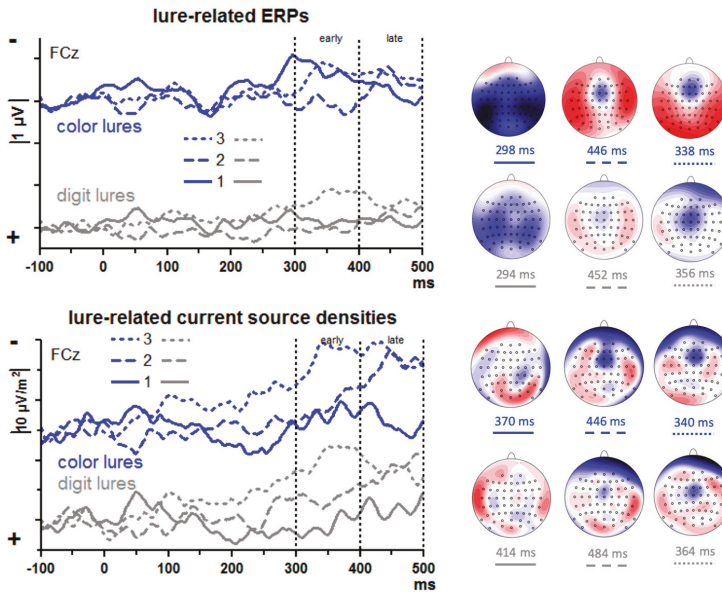 lure-related ERPs
-
early
late
FCz
|1 µV|
color lures
3
2
1
digit lures
+
-100 0 100 200 300 400 500
ms
298 ms
446 ms
338 ms
294 ms
452 ms
356 ms
lure-related current source densities
-
3
early
late
FCz
2
1
color lures
digit lures
+
-100 0 100 200 300 400 500
ms
370 ms
446 ms
340 ms
414 ms
484 ms
364 ms